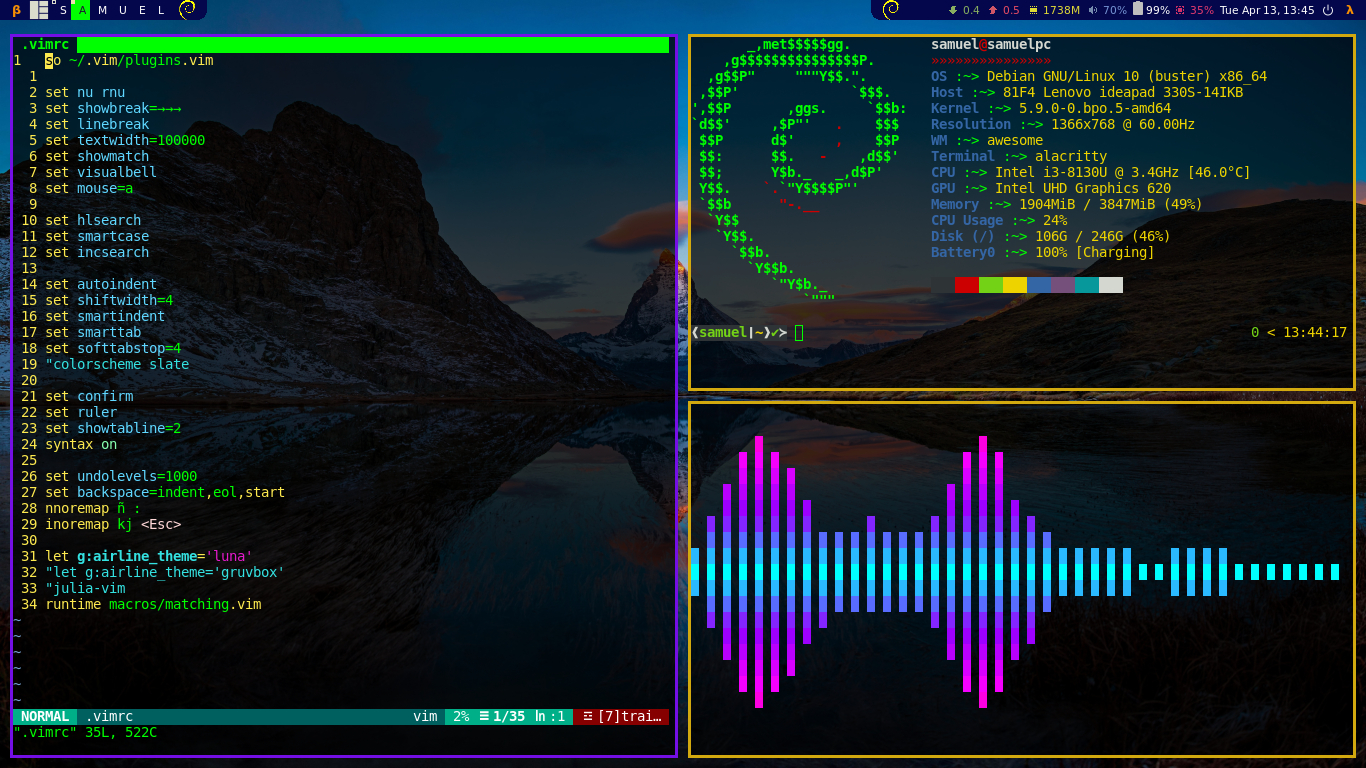 β S A M U E L
0.4 0.5 1738M 70% 99% 35% Tue Apr 13, 13:45 λ
.vimrc
1 so ~/.vim/plugins.vim
1
2 set nu rnu
3 set showbreak=→→→
4 set linebreak
5 set textwidth=100000
6 set showmatch
7 set visualbell
8 set mouse=a
9
10 set hlsearch
11 set smartcase
12 set incsearch
13
14 set autoindent
15 set shiftwidth=4
16 set smartindent
17 set smarttab
18 set softtabstop=4
19 "colorscheme slate
20
21 set confirm
22 set ruler
23 set showtabline=2
24 syntax on
25
26 set undolevels=1000
27 set backspace=indent,eol,start
28 nnoremap ñ :
29 inoremap kj <Esc>
30
31 let g:airline_theme='luna'
32 "let g:airline_theme='gruvbox'
33 "julia-vim
34 runtime macros/matching.vim
~
~
~
~
~
~
NORMAL .vimrc vim 2% ☰ 1/35 ln :1 ☲ [7]trai…
".vimrc" 35L, 522C
_,met$$$$$gg.
,g$$$$$$$$$$$$$$$P.
,g$$P" """Y$$.".
,$$P' `$$$.
',$$P ,ggs. `$$b:
`d$$' ,$P"' . $$$
$$P d$' , $$P
$$: $$. - ,d$$'
$$; Y$b._ _,d$P'
Y$$. `.`"Y$$$$P"'
`$$b "-.__
`Y$$
`Y$$.
`$$b.
`Y$$b.
`"Y$b._
`"""
samuel@samuelpc
»»»»»»»»»»»»»»»
OS :~> Debian GNU/Linux 10 (buster) x86_64
Host :~> 81F4 Lenovo ideapad 330S-14IKB
Kernel :~> 5.9.0-0.bpo.5-amd64
Resolution :~> 1366x768 @ 60.00Hz
WM :~> awesome
Terminal :~> alacritty
CPU :~> Intel i3-8130U @ 3.4GHz [46.0°C]
GPU :~> Intel UHD Graphics 620
Memory :~> 1904MiB / 3847MiB (49%)
CPU Usage :~> 24%
Disk (/) :~> 106G / 246G (46%)
Battery0 :~> 100% [Charging]
❨samuel|~❩✔➤ 0 < 13:44:17